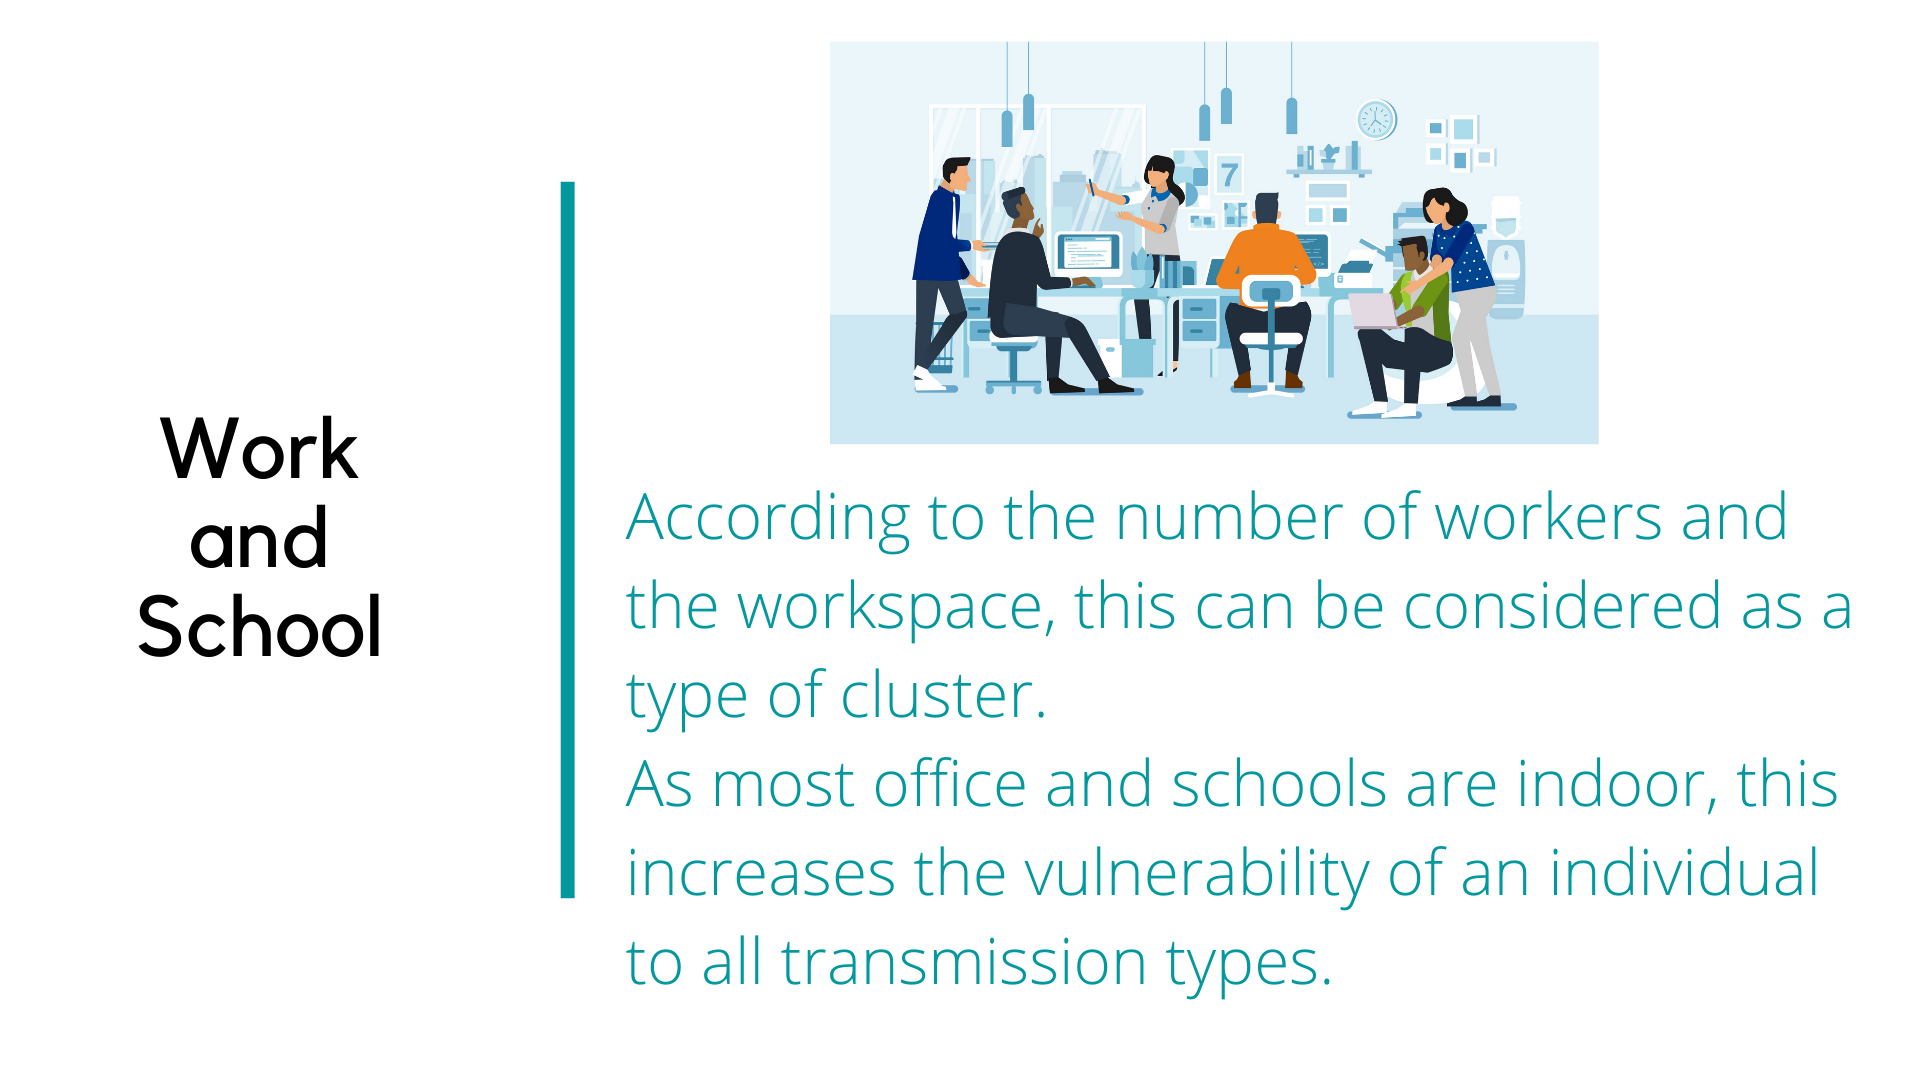 Work
and
School
7
According to the number of workers and
the workspace, this can be considered as a
type of cluster.
As most office and schools are indoor, this
increases the vulnerability of an individual
to all transmission types.